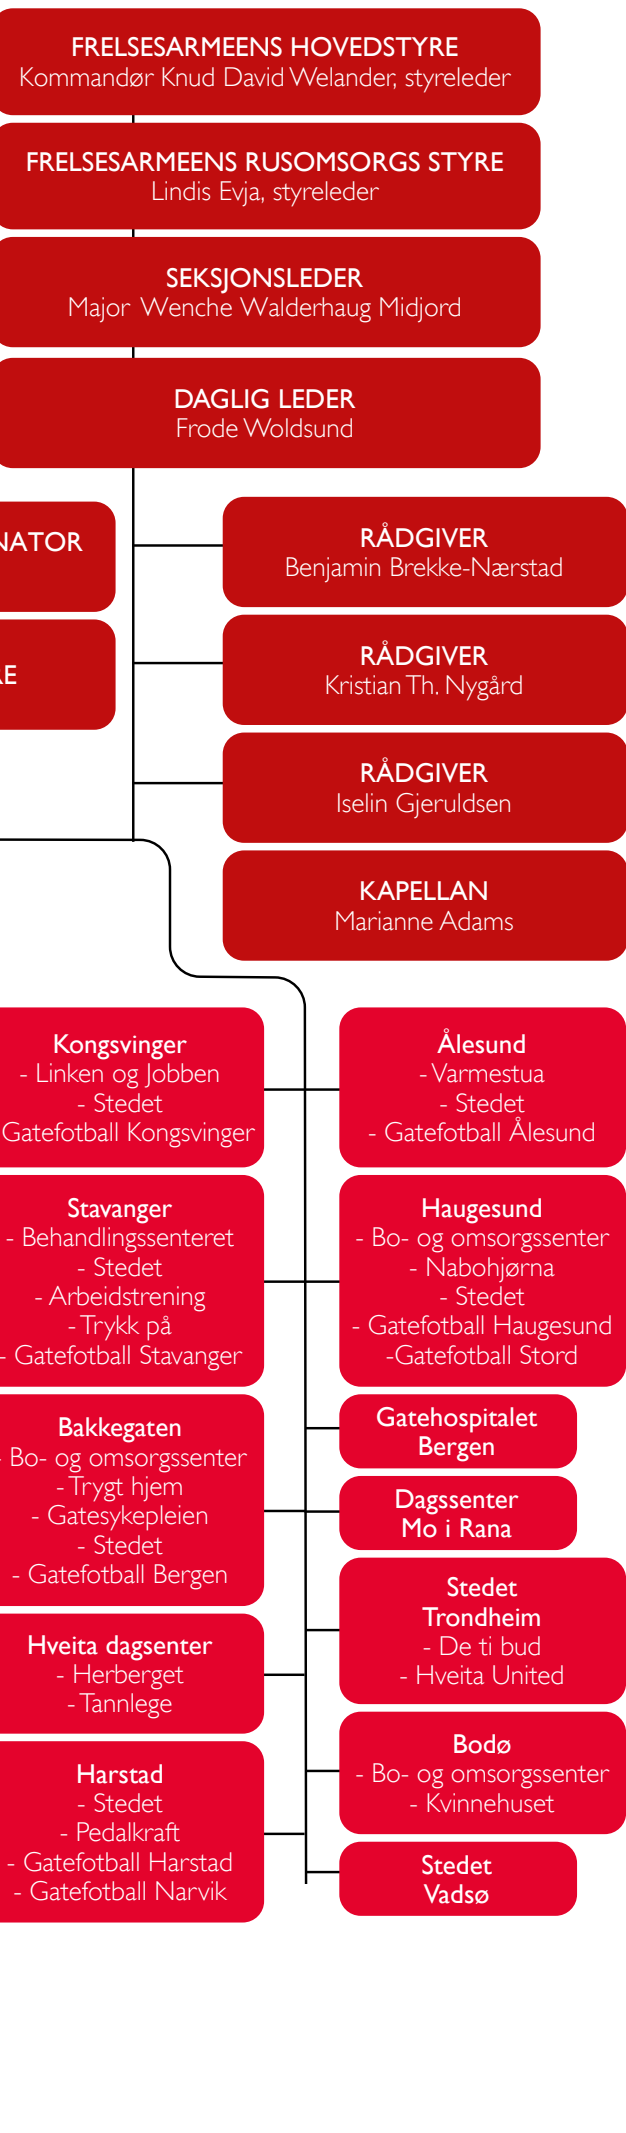 FRELSESARMEENS HOVEDSTYRE
Kommandør Knud David Welander, styreleder
FRELSESARMEENS RUSOMSORGS STYRE
Lindis Evja, styreleder
SEKSJONSLEDER
Major Wenche Walderhaug Midjord
DAGLIG LEDER
Frode Woldsund
RÅDGIVER
Benjamin Brekke-Nærstad
RÅDGIVER
Kristian Th. Nygård
RÅDGIVER
Iselin Gjeruldsen
KAPELLAN
Marianne Adams
Kongsvinger
- Linken og Jobben
- Stedet
Gatefotball Kongsvinger
Ålesund
- Varmestua
- Stedet
- Gatefotball Ålesund
Stavanger
- Behandlingssenteret
- Stedet
- Arbeidstrening
- Trykk på
- Gatefotball Stavanger
Haugesund
- Bo- og omsorgssenter
- Nabohjørna
- Stedet
- Gatefotball Haugesund
-Gatefotball Stord
Bakkegaten
- Bo- og omsorgssenter
- Trygt hjem
- Gatesykepleien
- Stedet
- Gatefotball Bergen
Gatehospitalet
Bergen
Dagssenter
Mo i Rana
Stedet
Trondheim
- De ti bud
- Hveita United
Hveita dagsenter
- Herberget
- Tannlege
Bodø
- Bo- og omsorgssenter
- Kvinnehuset
Harstad
- Stedet
- Pedalkraft
- Gatefotball Harstad
- Gatefotball Narvik
Stedet
Vadsø